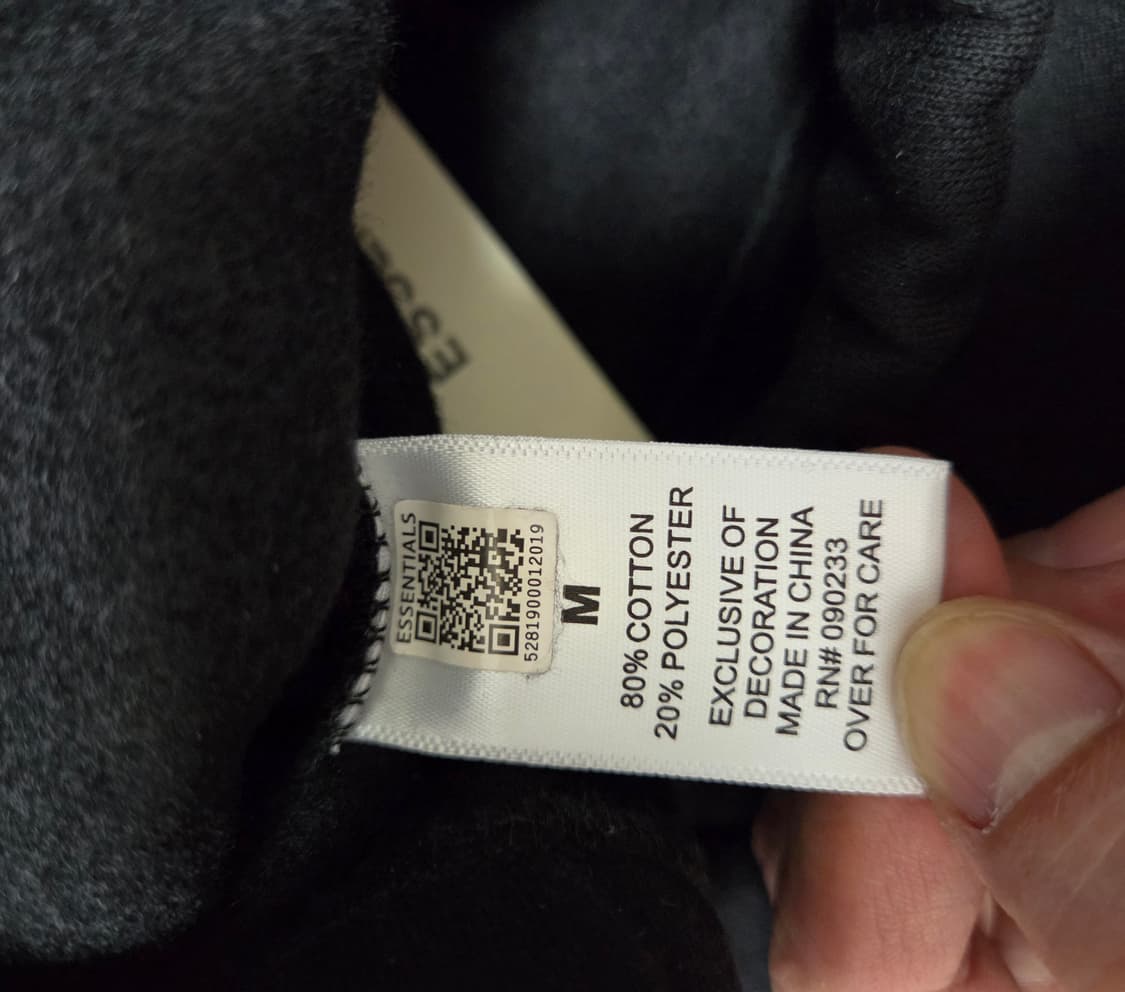 ESSENTIALS
5281900012019
M
80% COTTON
20% POLYESTER
EXCLUSIVE OF
DECORATION
MADE IN CHINA
RN# 090233
OVER FOR CARE